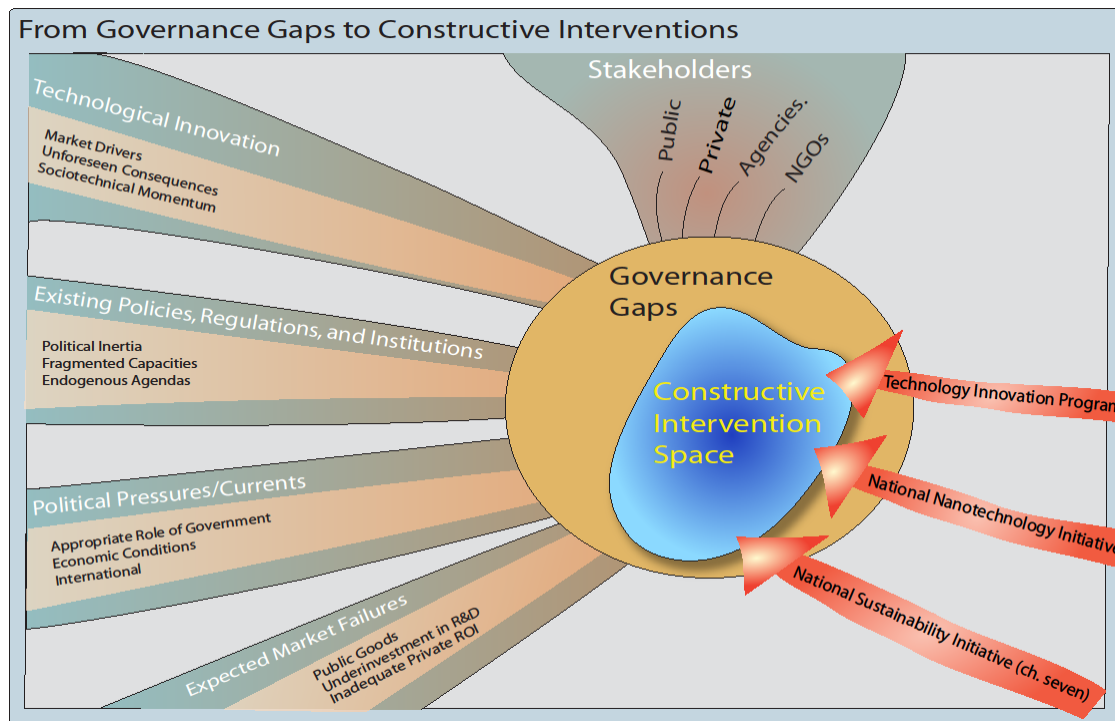 From Governance Gaps to Constructive Interventions
Stakeholders
Public
Private
Agencies.
NGOs
Technological Innovation
Market Drivers
Unforeseen Consequences
Sociotechnical Momentum
Existing Policies, Regulations, and Institutions
Political Inertia
Fragmented Capacities
Endogenous Agendas
Political Pressures/Currents
Appropriate Role of Government
Economic Conditions
International
Expected Market Failures
Public Goods
Underinvestment in R&D
Inadequate Private ROI
Governance
Gaps
Constructive
Intervention
Space
Technology Innovation Program
National Nanotechnology Initiative
National Sustainability Initiative (ch. seven)